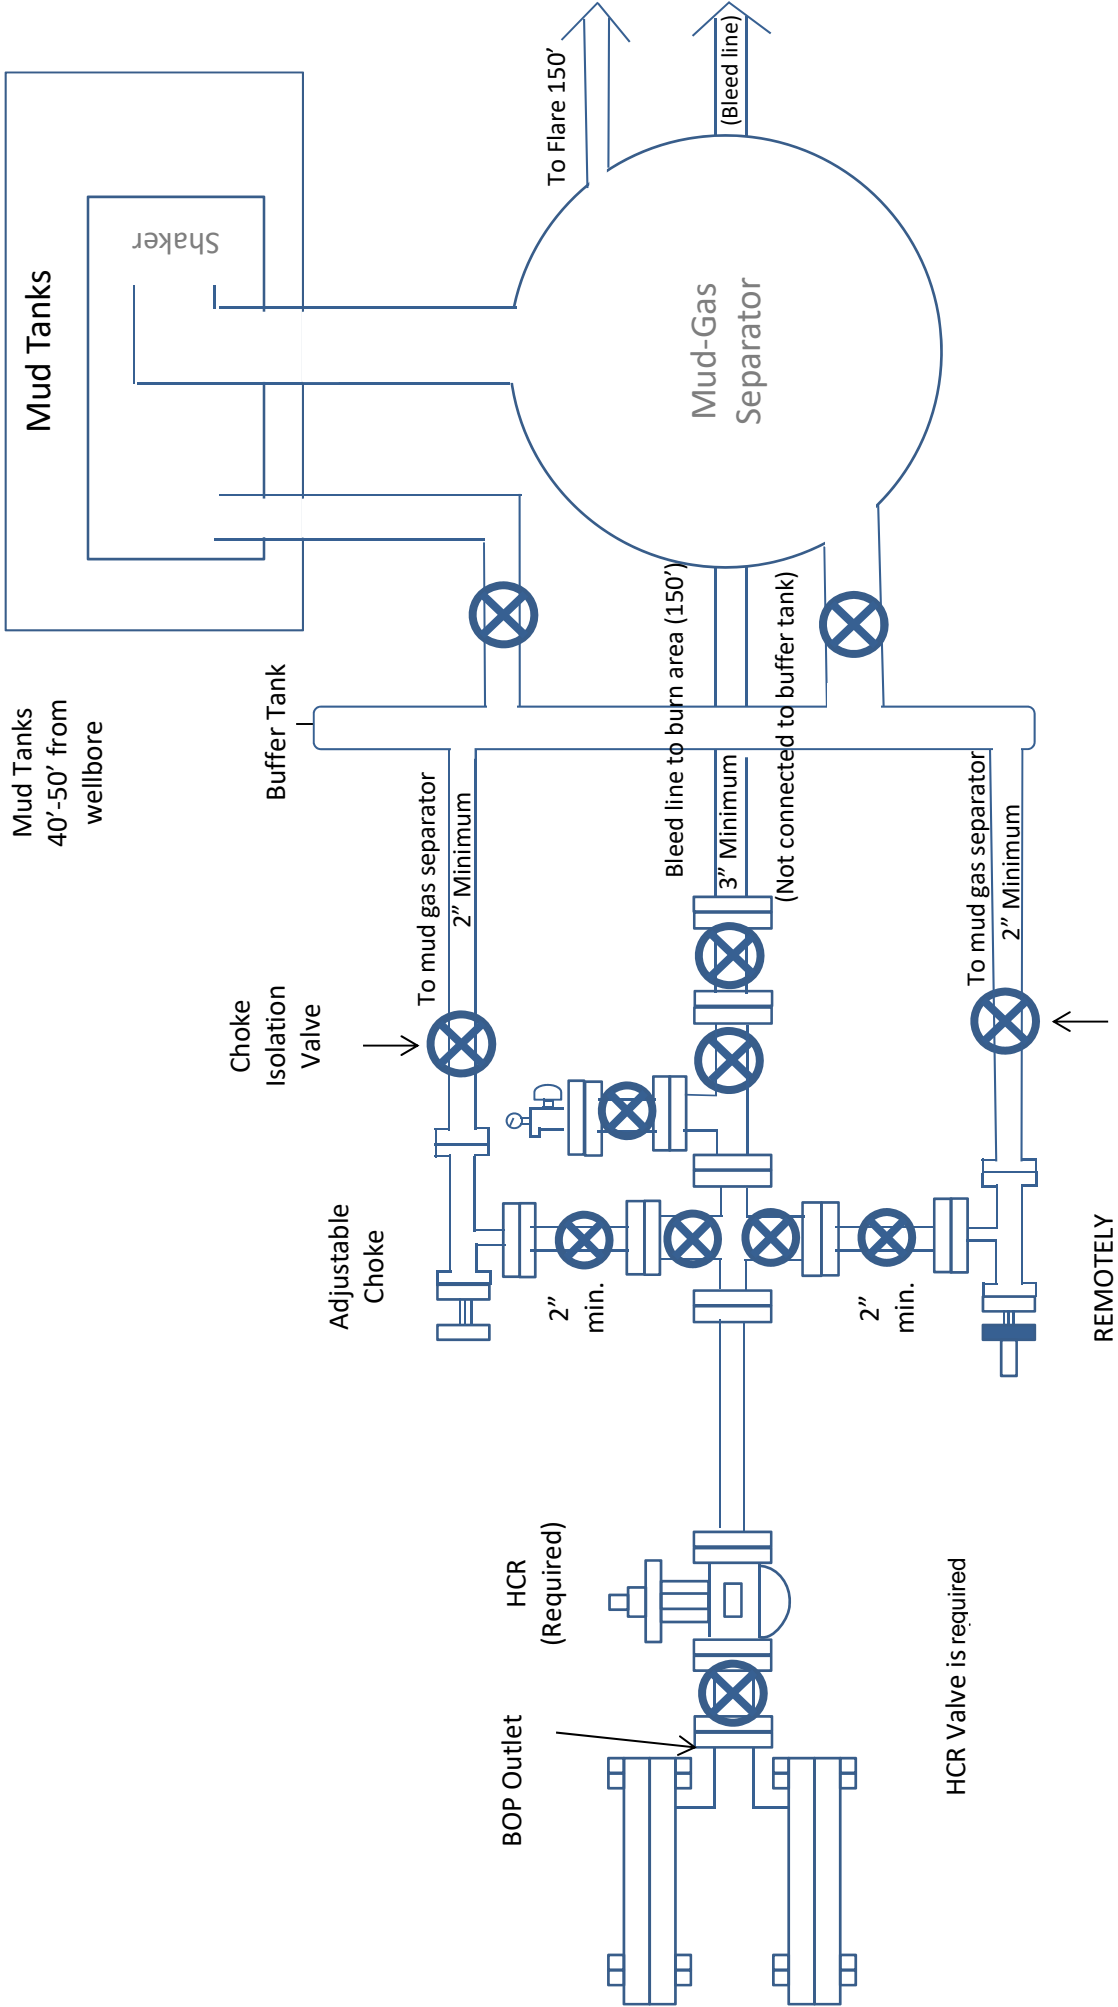 Mud Tanks
40’-50’ from
wellbore
Mud Tanks
Shaker
Buffer Tank
To Flare 150’
(Bleed line)
Mud-Gas
Separator
Choke
Isolation
Valve
To mud gas separator
2” Minimum
Bleed line to burn area (150’)
3” Minimum
(Not connected to buffer tank)
To mud gas separator
2” Minimum
Adjustable
Choke
2”
min.
2”
min.
REMOTELY
HCR
(Required)
BOP Outlet
HCR Valve is required